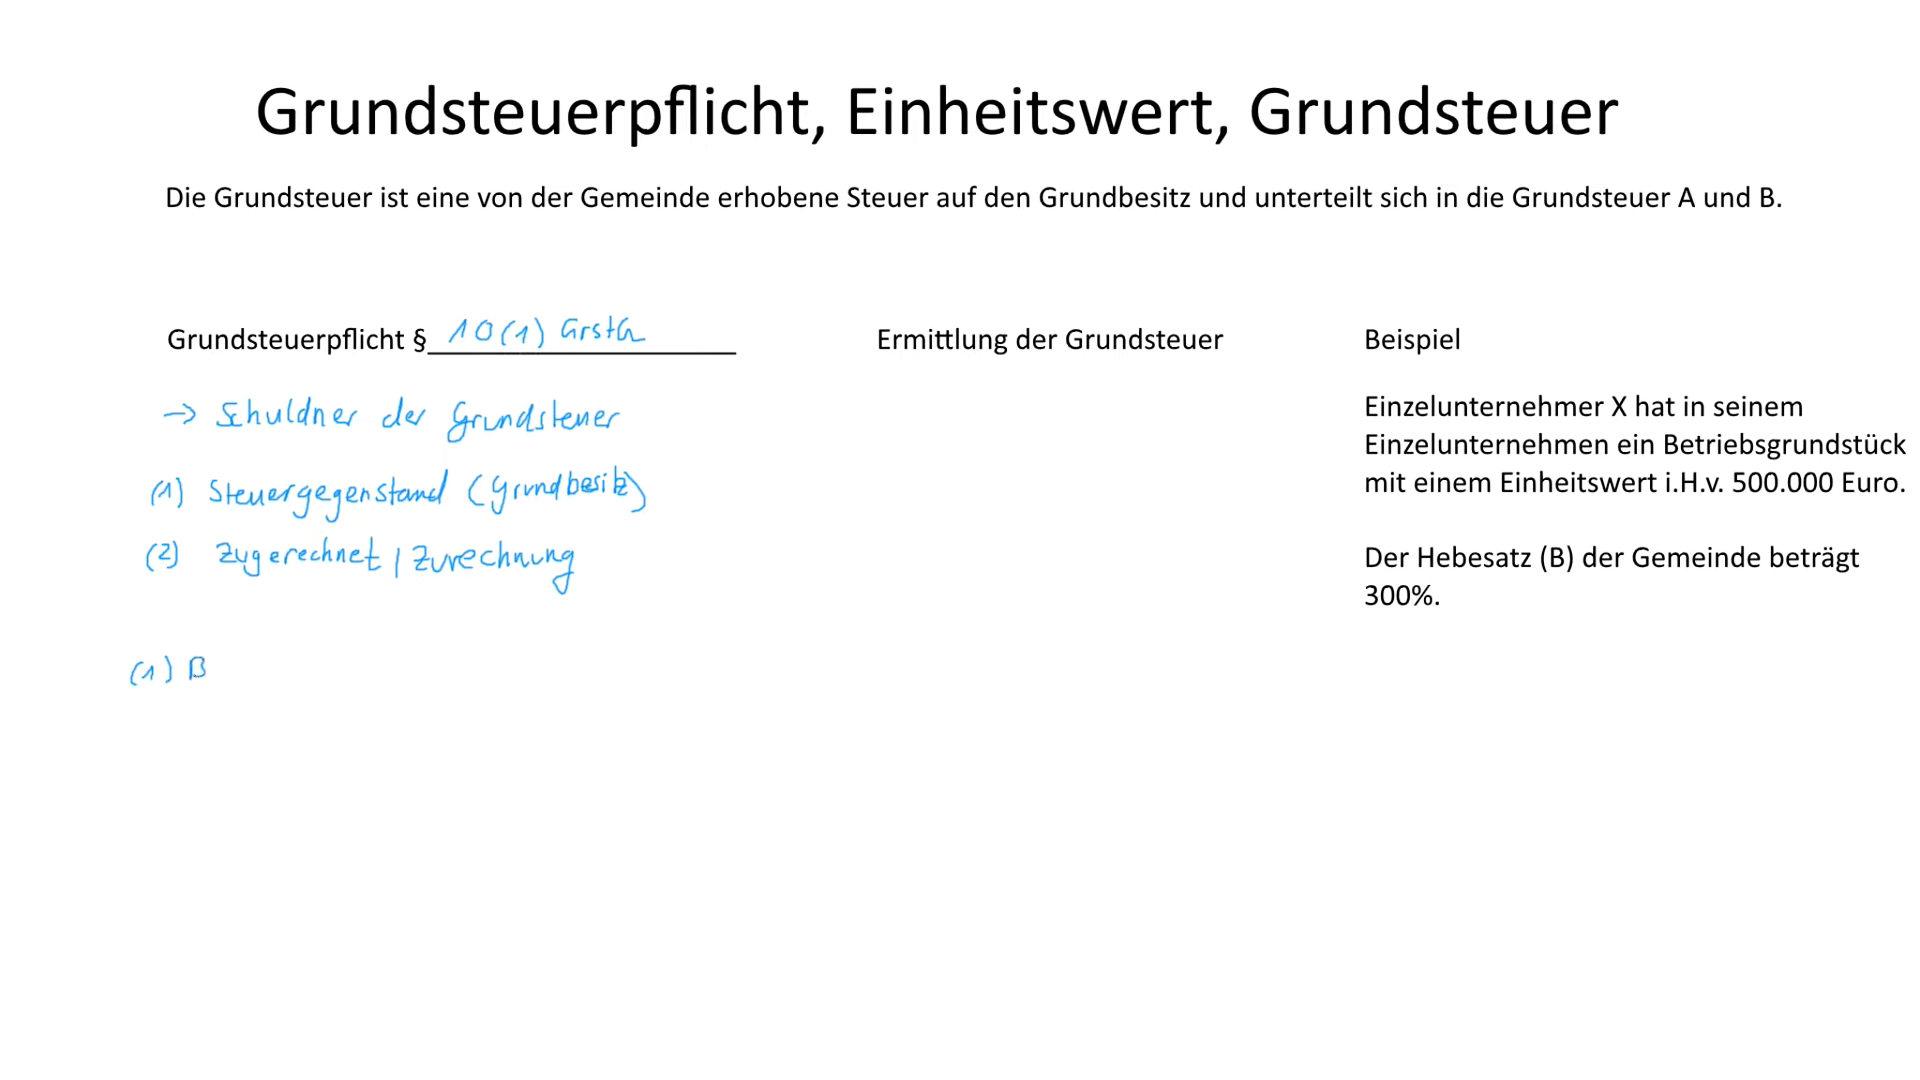 Grundsteuerpflicht, Einheitswert, Grundsteuer
Die Grundsteuer ist eine von der Gemeinde erhobene Steuer auf den Grundbesitz und unterteilt sich in die Grundsteuer A und B.
Grundsteuerpflicht § 10 (1) GrStG
→ Schuldner der Grundsteuer
(1) Steuergegenstand (Grundbesitz)
(2) Zugerechnet / Zurechnung
(1) B
Ermittlung der Grundsteuer
Beispiel
Einzelunternehmer X hat in seinem
Einzelunternehmen ein Betriebsgrundstück
mit einem Einheitswert i.H.v. 500.000 Euro.
Der Hebesatz (B) der Gemeinde beträgt
300%.